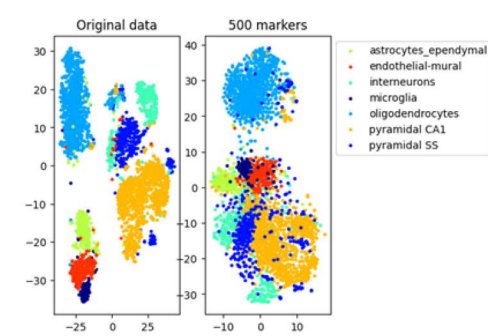 Original data
500 markers
30
20
10
0
−10
−20
−30
−25
0
25
40
30
20
10
0
−10
−20
−30
−10
0
10
astrocytes_ependymal
endothelial-mural
interneurons
microglia
oligodendrocytes
pyramidal CA1
pyramidal SS